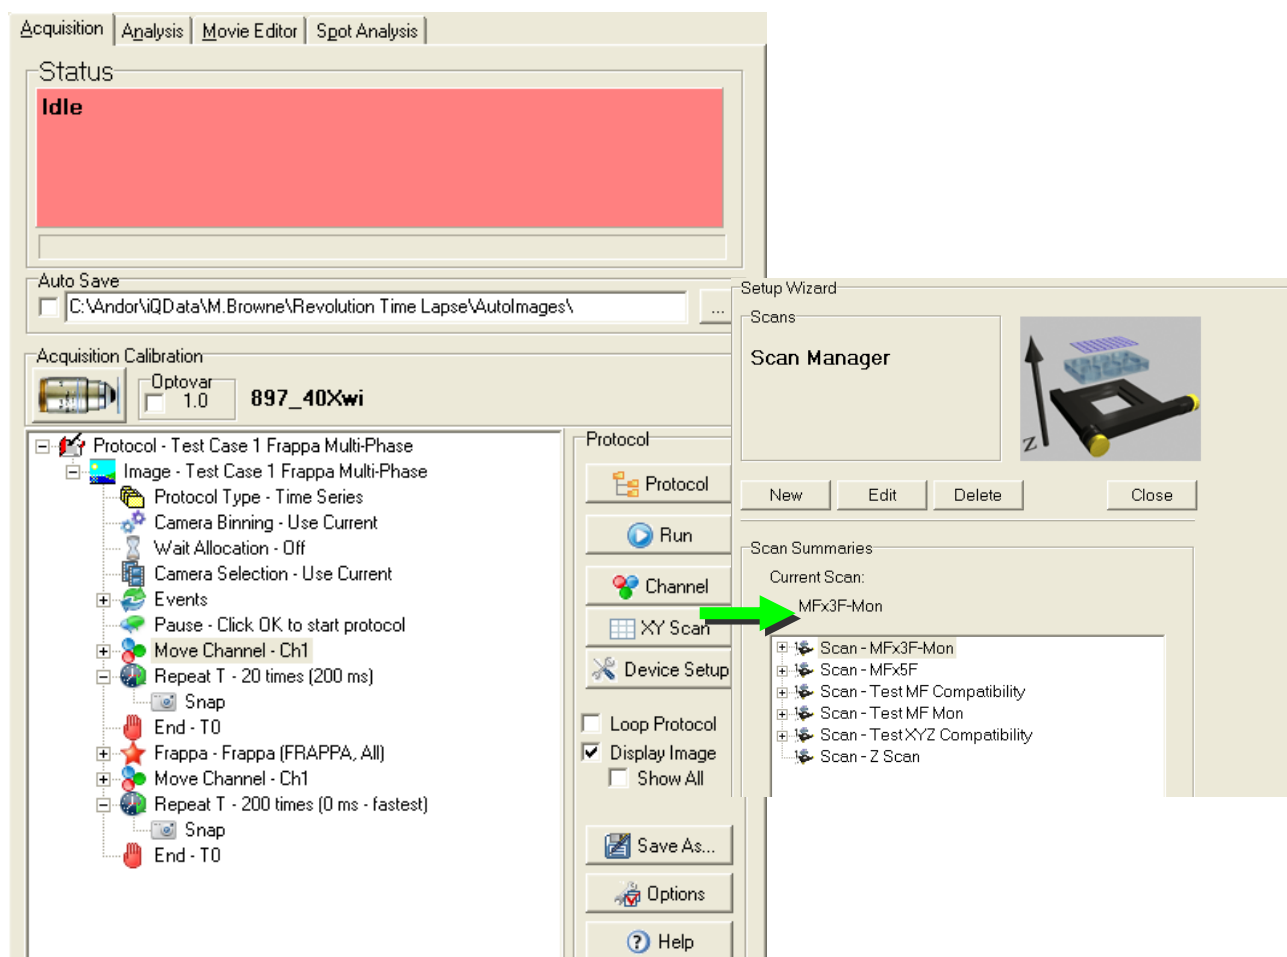 Acquisition
Analysis
Movie Editor
Spot Analysis
Status
Idle
Auto Save
C:\Andor\iQData\M.Browne\Revolution Time Lapse\AutoImages\
...
Acquisition Calibration
Optovar
1.0
897_40Xwi
Protocol - Test Case 1 Frappa Multi-Phase
Image - Test Case 1 Frappa Multi-Phase
Protocol Type - Time Series
Camera Binning - Use Current
Wait Allocation - Off
Camera Selection - Use Current
Events
Pause - Click OK to start protocol
Move Channel - Ch1
Repeat T - 20 times (200 ms)
Snap
End - T0
Frappa - Frappa (FRAPPA, All)
Move Channel - Ch1
Repeat T - 200 times (0 ms - fastest)
Snap
End - T0
Protocol
Protocol
Run
Channel
XY Scan
Device Setup
Loop Protocol
Display Image
Show All
Save As...
Options
Help
Setup Wizard
Scans
Scan Manager
Z
New
Edit
Delete
Close
Scan Summaries
Current Scan:
MFx3F-Mon
Scan - MFx3F-Mon
Scan - MFx5F
Scan - Test MF Compatibility
Scan - Test MF Mon
Scan - Test XYZ Compatibility
Scan - Z Scan